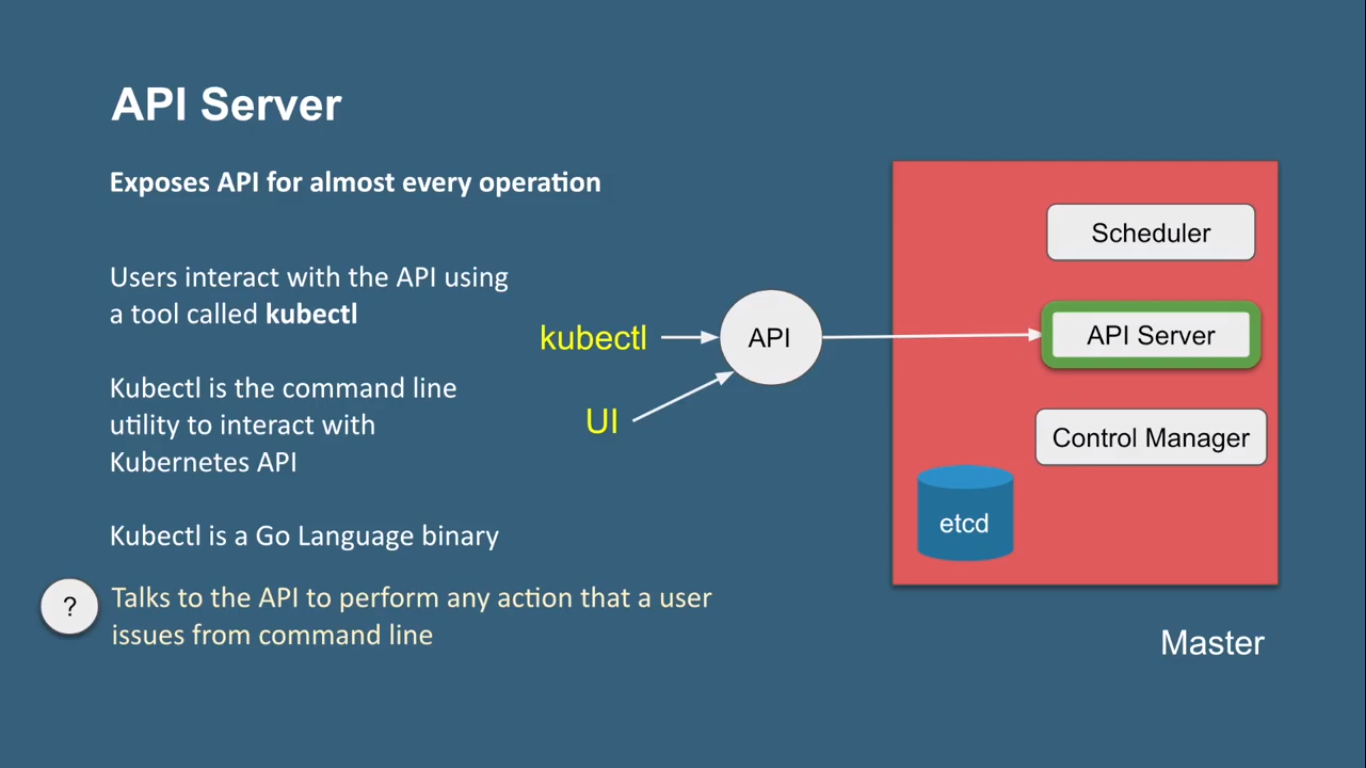 API Server
Exposes API for almost every operation
Users interact with the API using
a tool called kubectl
Kubectl is the command line
utility to interact with
Kubernetes API
Kubectl is a Go Language binary
?
Talks to the API to perform any action that a user
issues from command line
kubectl
UI
API
Scheduler
API Server
Control Manager
etcd
Master